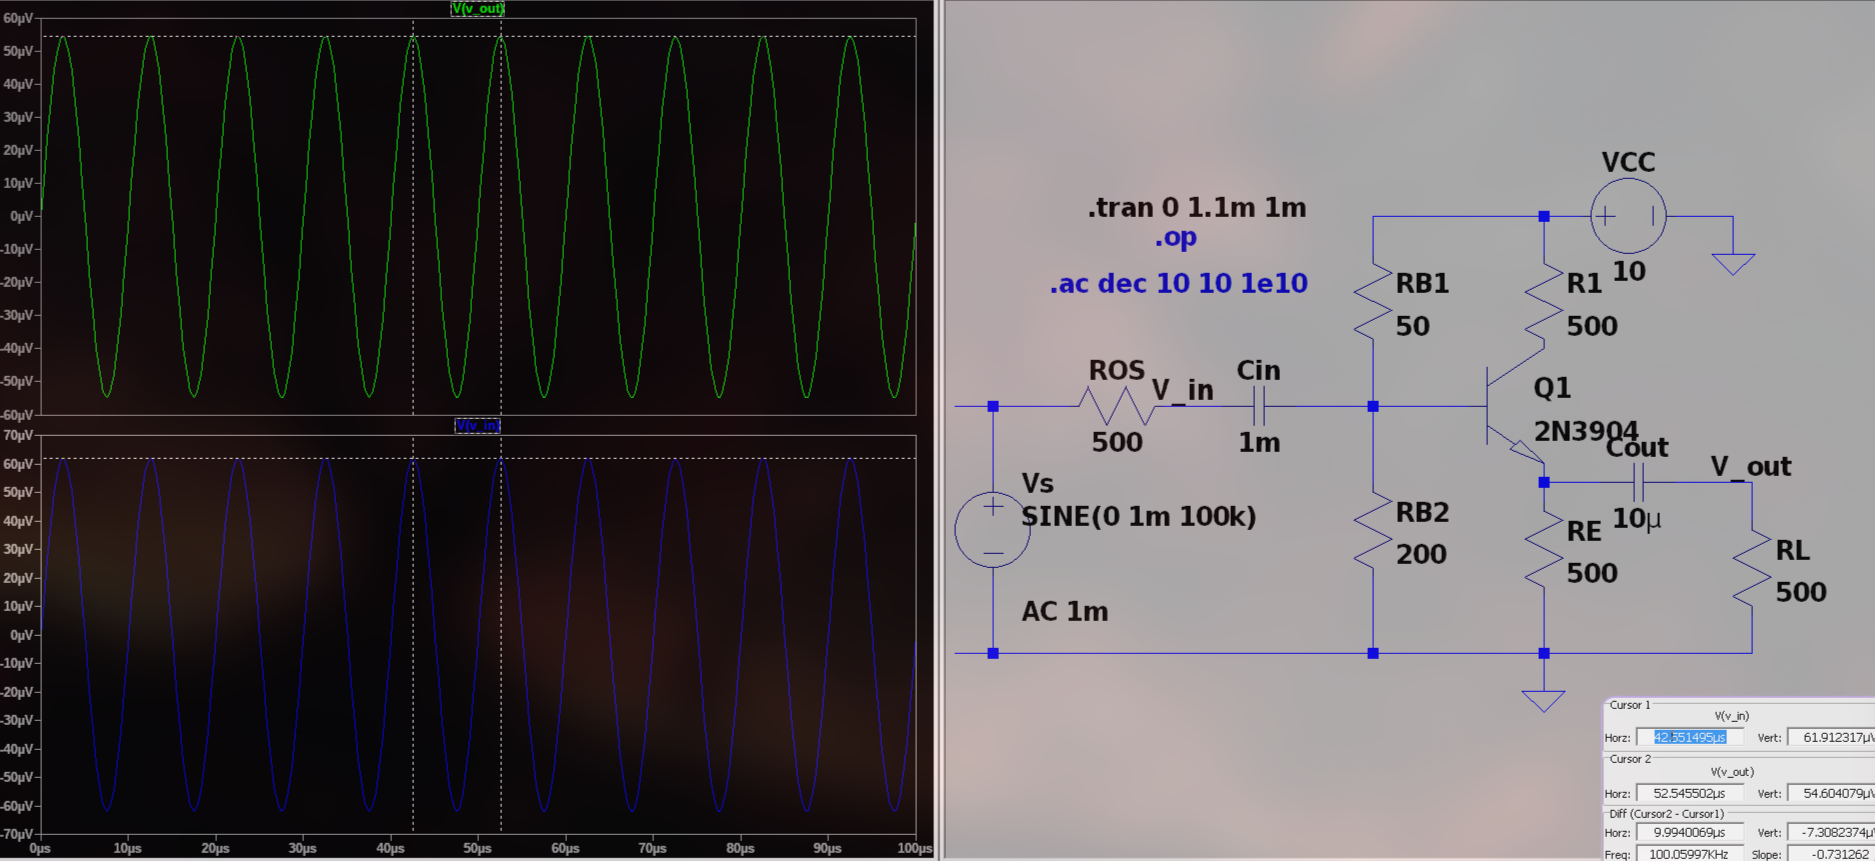 V(v_out)
60µV
50µV
40µV
30µV
20µV
10µV
0µV
-10µV
-20µV
-30µV
-40µV
-50µV
-60µV
V(v_in)
70µV
60µV
50µV
40µV
30µV
20µV
10µV
0µV
-10µV
-20µV
-30µV
-40µV
-50µV
-60µV
-70µV
0µs 10µs 20µs 30µs 40µs 50µs 60µs 70µs 80µs 90µs 100µs
VCC
10
.tran 0 1.1m 1m
.op
.ac dec 10 10 1e10
RB1
50
R1
500
ROS
500
V_in
Cin
1m
Q1
2N3904
Cout
10µ
V_out
Vs
SINE(0 1m 100k)
AC 1m
RB2
200
RE
500
RL
500
Cursor 1
V(v_in)
Horz: 42.551495µs Vert: 61.912317µV
Cursor 2
V(v_out)
Horz: 52.545502µs Vert: 54.604079µV
Diff (Cursor2 - Cursor1)
Horz: 9.9940069µs Vert: -7.3082374µV
Freq: 100.05997KHz Slope: -0.731262